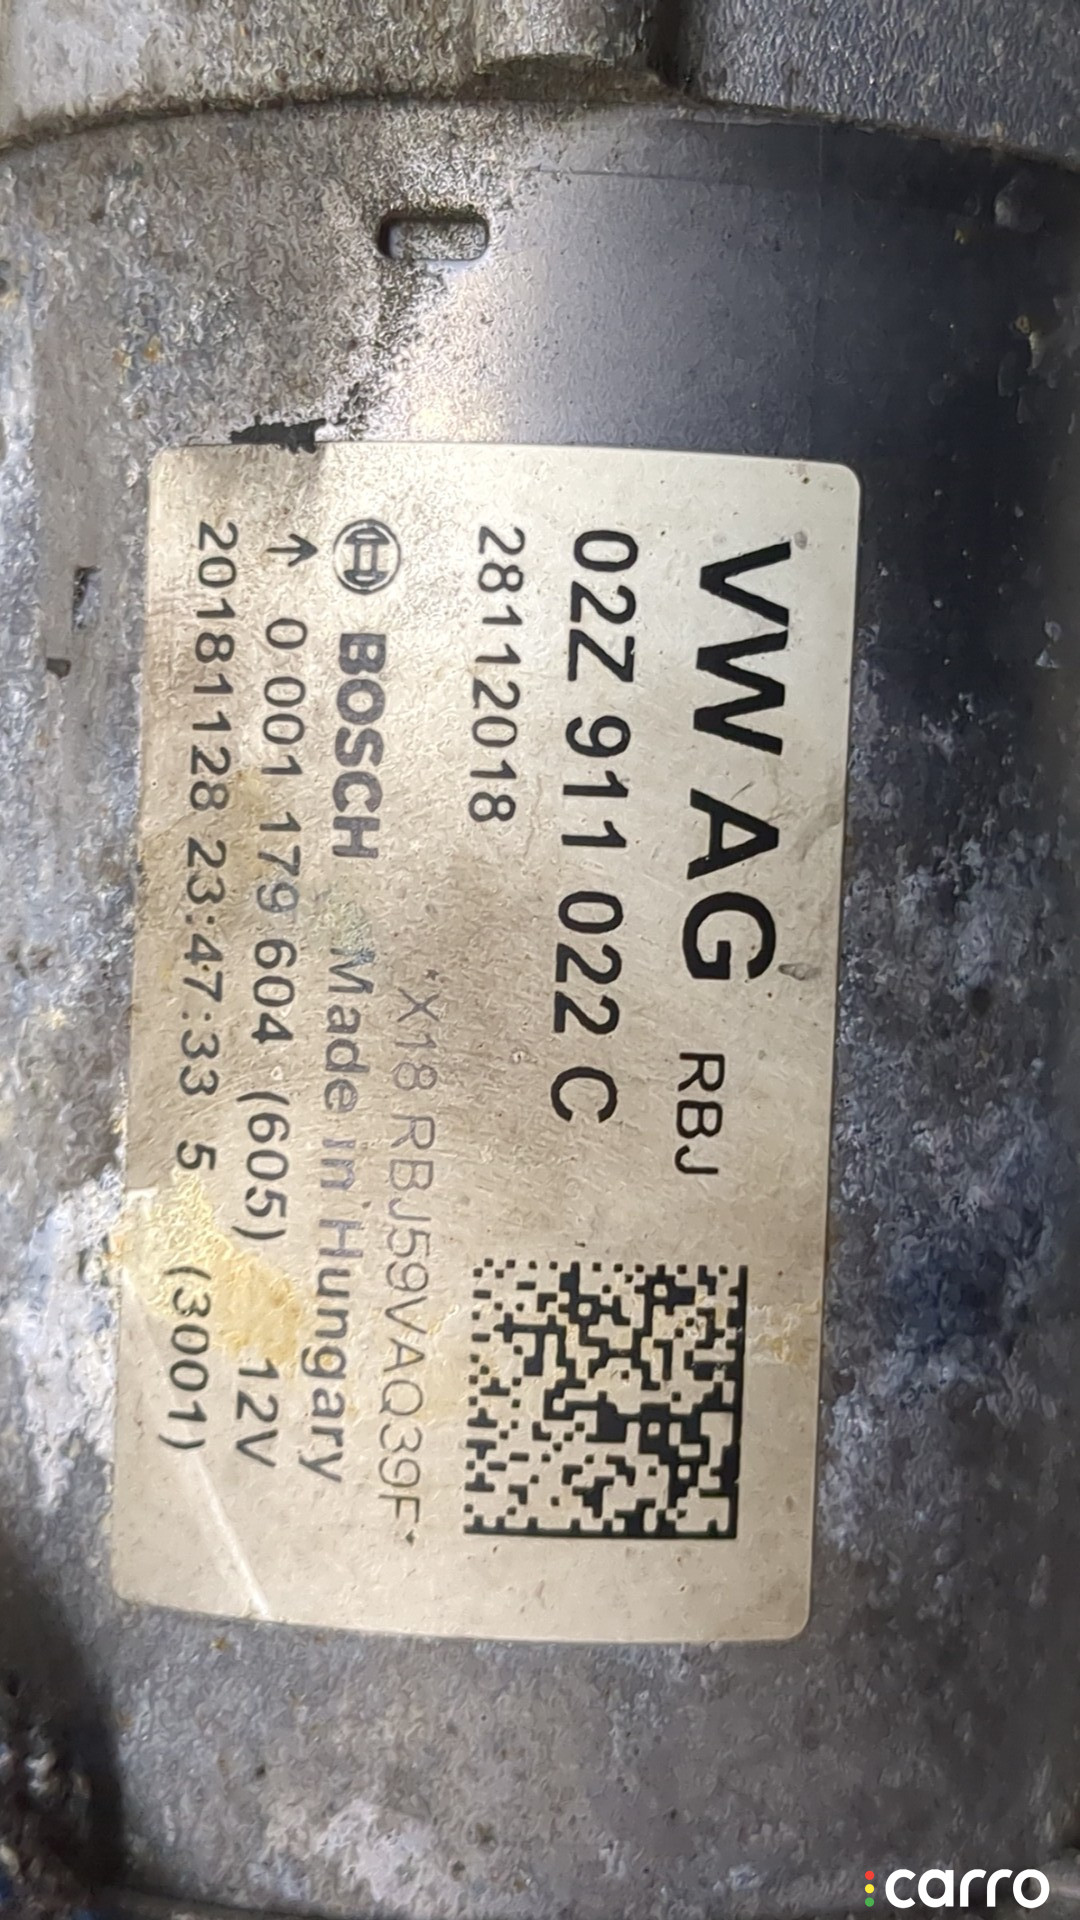 VW AG RBJ
02Z 911 022 C
28112018
*X18 RBJ59VAQ39F*
BOSCH Made in Hungary
→ 0 001 179 604 (605) 12V
20181128 23:47:33 5 (3001)
carro